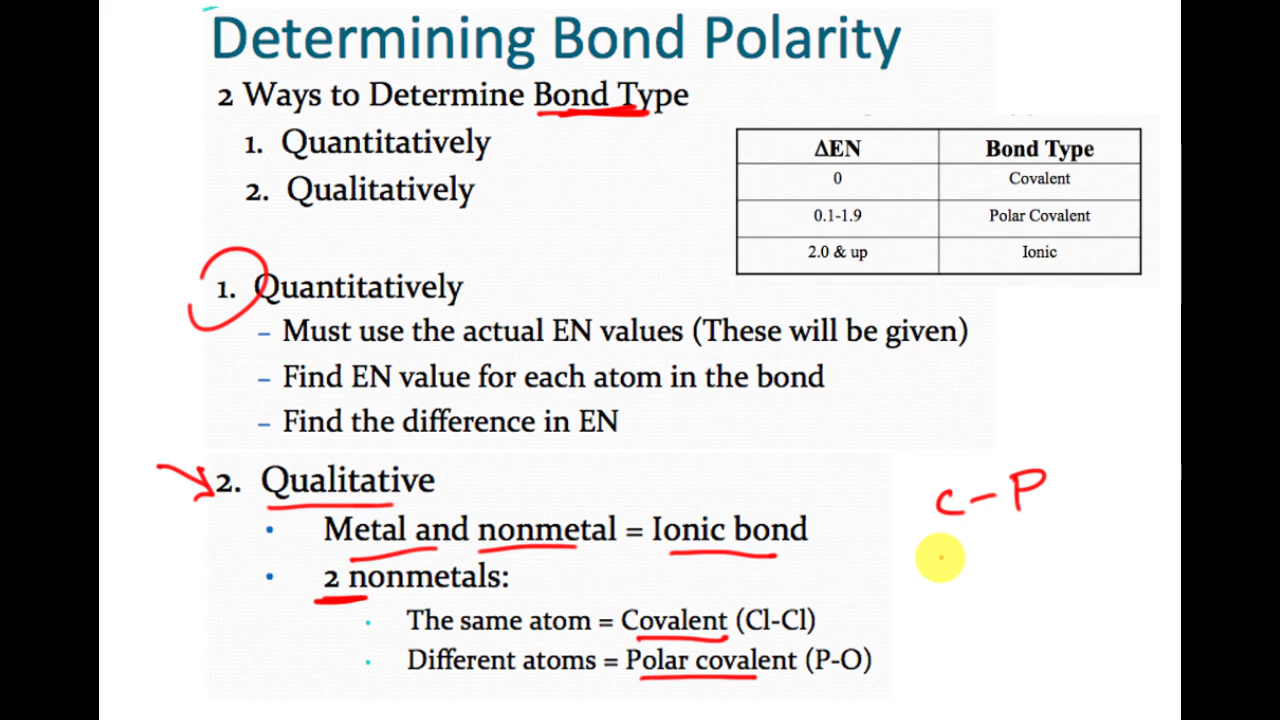 Determining Bond Polarity
2 Ways to Determine Bond Type
1. Quantitatively
2. Qualitatively
ΔEN Bond Type
0 Covalent
0.1-1.9 Polar Covalent
2.0 & up Ionic
1. Quantitatively
– Must use the actual EN values (These will be given)
– Find EN value for each atom in the bond
– Find the difference in EN
2. Qualitative
• Metal and nonmetal = Ionic bond
• 2 nonmetals:
• The same atom = Covalent (Cl-Cl)
• Different atoms = Polar covalent (P-O)
C-P